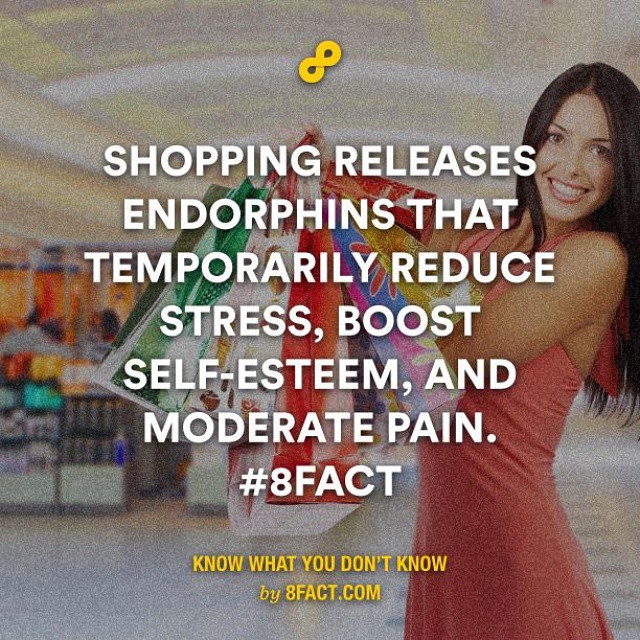 SHOPPING RELEASES
ENDORPHINS THAT
TEMPORARILY REDUCE
STRESS, BOOST
SELF-ESTEEM, AND
MODERATE PAIN.
#8FACT
KNOW WHAT YOU DON'T KNOW
by 8FACT.COM